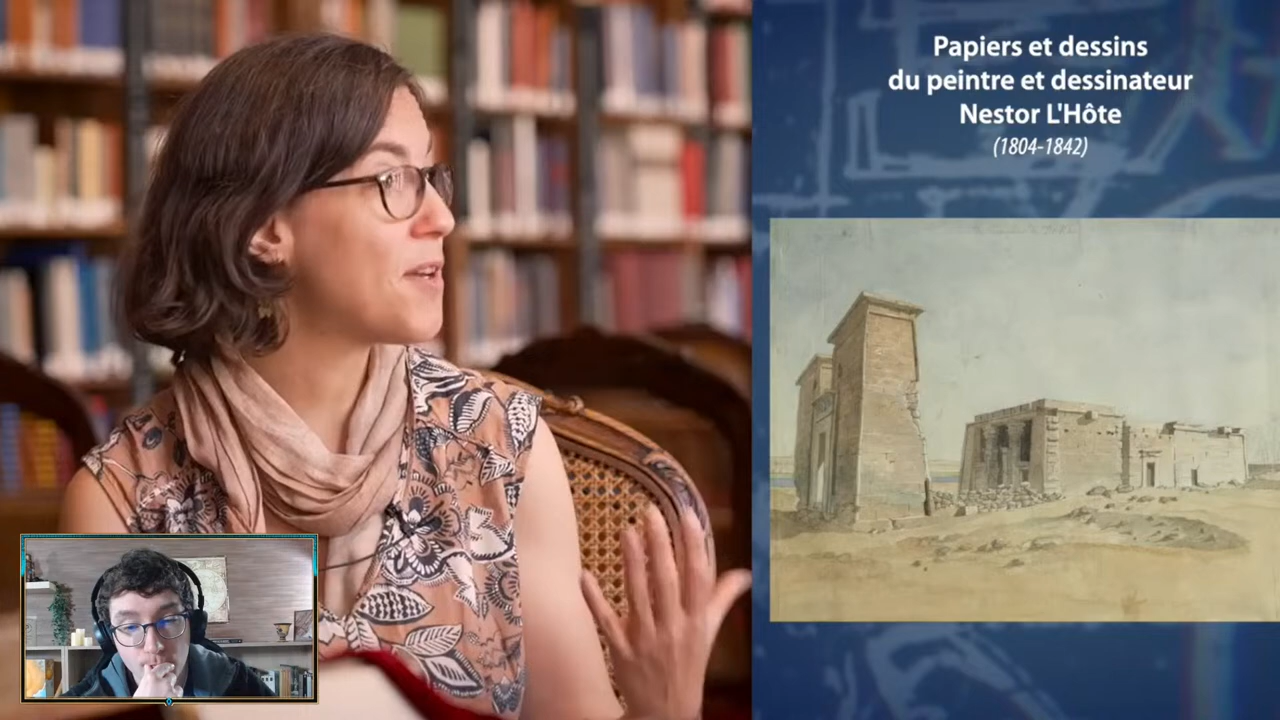 Papiers et dessins
du peintre et dessinateur
Nestor L'Hôte
(1804-1842)